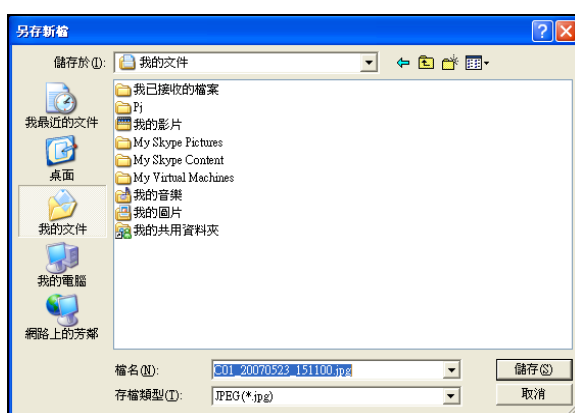 另存新檔
儲存於(I):
我的文件
我最近的文件
桌面
我的文件
我的電腦
網路上的芳鄰
我已接收的檔案
Pj
我的影片
My Skype Pictures
My Skype Content
My Virtual Machines
我的音樂
我的圖片
我的共用資料夾
檔名(N):
C01_20070523_151100.jpg
儲存(S)
存檔類型(T):
JPEG(*.jpg)
取消